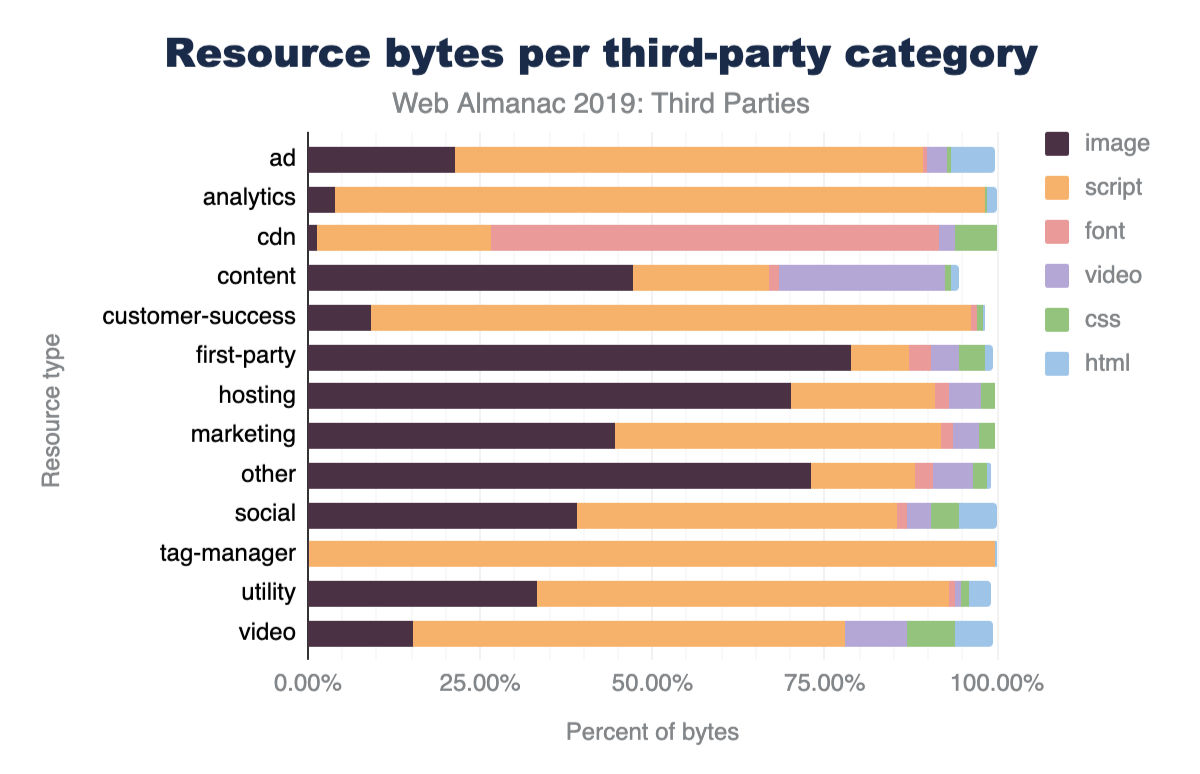 Resource bytes per third-party category
Web Almanac 2019: Third Parties
Resource type
ad
analytics
cdn
content
customer-success
first-party
hosting
marketing
other
social
tag-manager
utility
video
0.00%
25.00%
50.00%
75.00%
100.00%
Percent of bytes
image
script
font
video
css
html